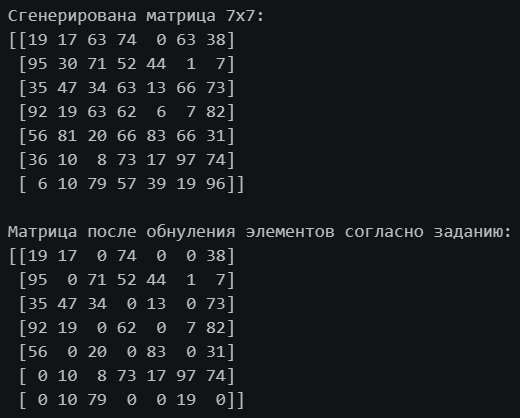 Сгенерирована матрица 7x7:
[[19 17 63 74  0 63 38]
 [95 30 71 52 44  1  7]
 [35 47 34 63 13 66 73]
 [92 19 63 62  6  7 82]
 [56 81 20 66 83 66 31]
 [36 10  8 73 17 97 74]
 [ 6 10 79 57 39 19 96]]

Матрица после обнуления элементов согласно заданию:
[[19 17  0 74  0  0 38]
 [95  0 71 52 44  1  7]
 [35 47 34  0 13  0 73]
 [92 19  0 62  0  7 82]
 [56  0 20  0 83  0 31]
 [ 0 10  8 73 17 97 74]
 [ 0 10 79  0  0 19  0]]